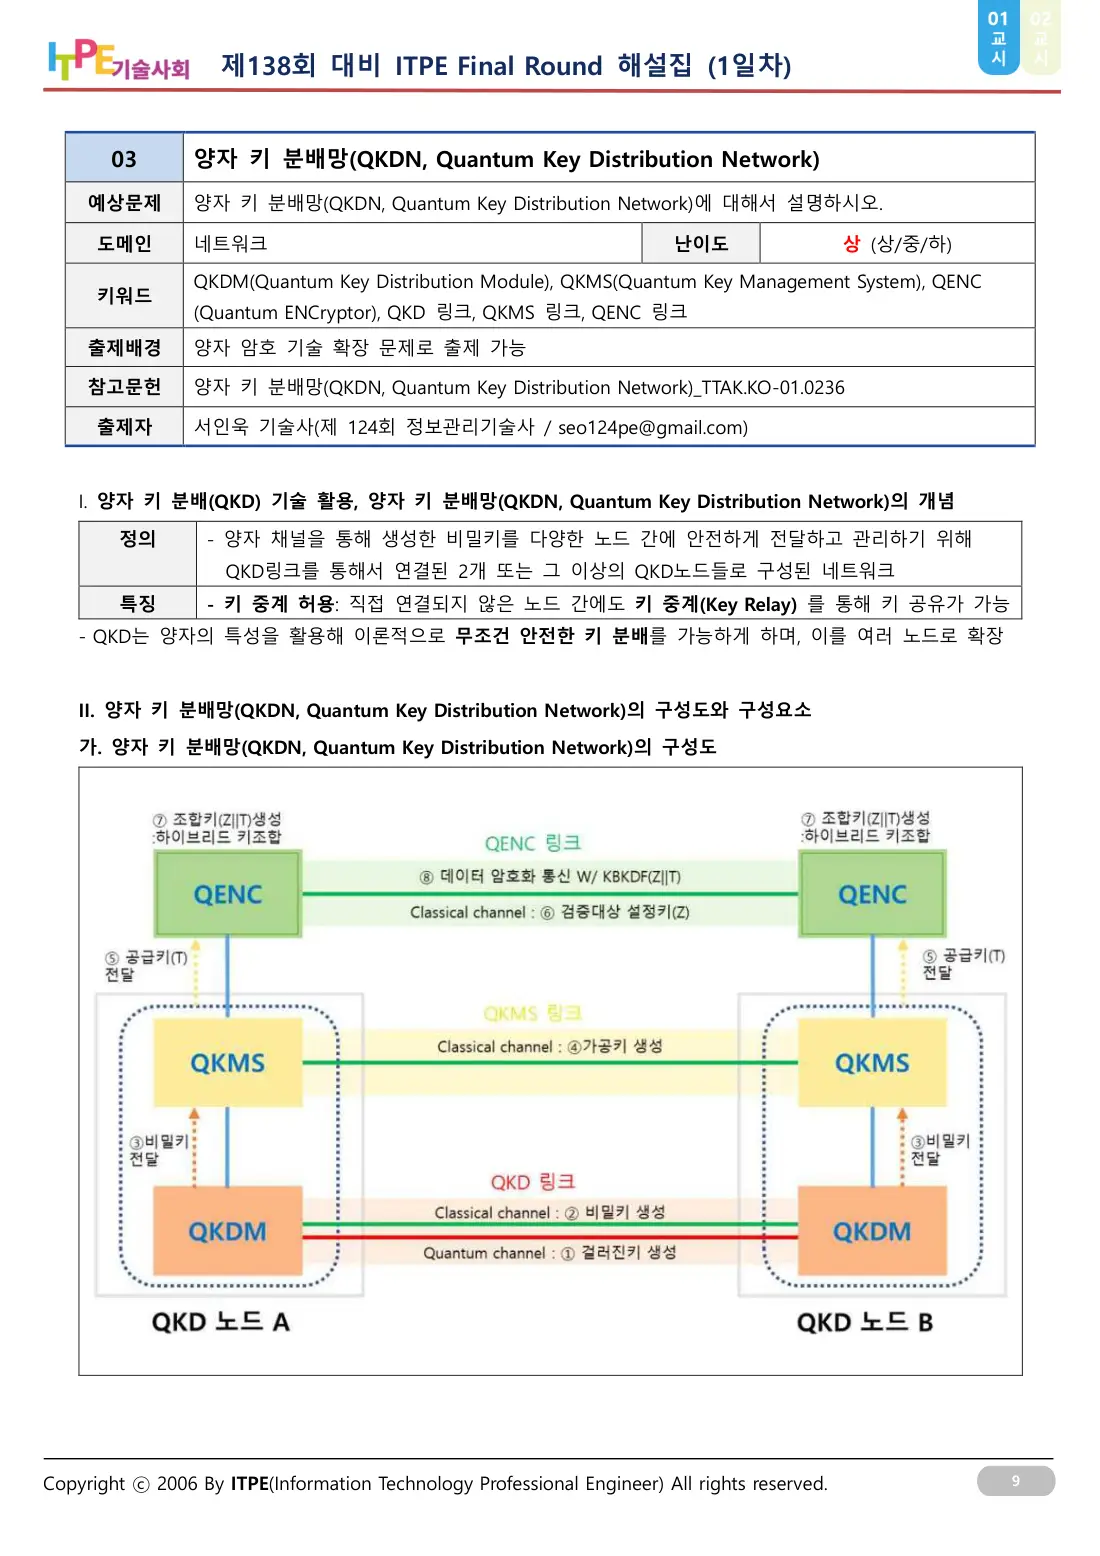 ITPE기술사회 제138회 대비 ITPE Final Round 해설집 (1일차)
01 교시
02 교시
03 양자 키 분배망(QKDN, Quantum Key Distribution Network)
예상문제 양자 키 분배망(QKDN, Quantum Key Distribution Network)에 대해서 설명하시오.
도메인 네트워크 난이도 상 (상/중/하)
키워드 QKDM(Quantum Key Distribution Module), QKMS(Quantum Key Management System), QENC
(Quantum ENCryptor), QKD 링크, QKMS 링크, QENC 링크
출제배경 양자 암호 기술 확장 문제로 출제 가능
참고문헌 양자 키 분배망(QKDN, Quantum Key Distribution Network)_TTAK.KO-01.0236
출제자 서인욱 기술사(제 124회 정보관리기술사 / seo124pe@gmail.com)
I. 양자 키 분배(QKD) 기술 활용, 양자 키 분배망(QKDN, Quantum Key Distribution Network)의 개념
정의 - 양자 채널을 통해 생성한 비밀키를 다양한 노드 간에 안전하게 전달하고 관리하기 위해
QKD링크를 통해서 연결된 2개 또는 그 이상의 QKD노드들로 구성된 네트워크
특징 - 키 중계 허용: 직접 연결되지 않은 노드 간에도 키 중계(Key Relay) 를 통해 키 공유가 가능
- QKD는 양자의 특성을 활용해 이론적으로 무조건 안전한 키 분배를 가능하게 하며, 이를 여러 노드로 확장
II. 양자 키 분배망(QKDN, Quantum Key Distribution Network)의 구성도와 구성요소
가. 양자 키 분배망(QKDN, Quantum Key Distribution Network)의 구성도
⑦ 조합키(Z||T)생성
:하이브리드 키조합
⑦ 조합키(Z||T)생성
:하이브리드 키조합
QENC 링크
QENC
⑧ 데이터 암호화 통신 W/ KBKDF(Z||T)
QENC
Classical channel : ⑥ 검증대상 설정키(Z)
⑤ 공급키(T)
전달
⑤ 공급키(T)
전달
QKMS 링크
QKMS
Classical channel : ④가공키 생성
QKMS
③비밀키
전달
③비밀키
전달
QKD 링크
QKDM
Classical channel : ② 비밀키 생성
QKDM
Quantum channel : ① 걸러진키 생성
QKD 노드 A
QKD 노드 B
Copyright ⓒ 2006 By ITPE(Information Technology Professional Engineer) All rights reserved.
9